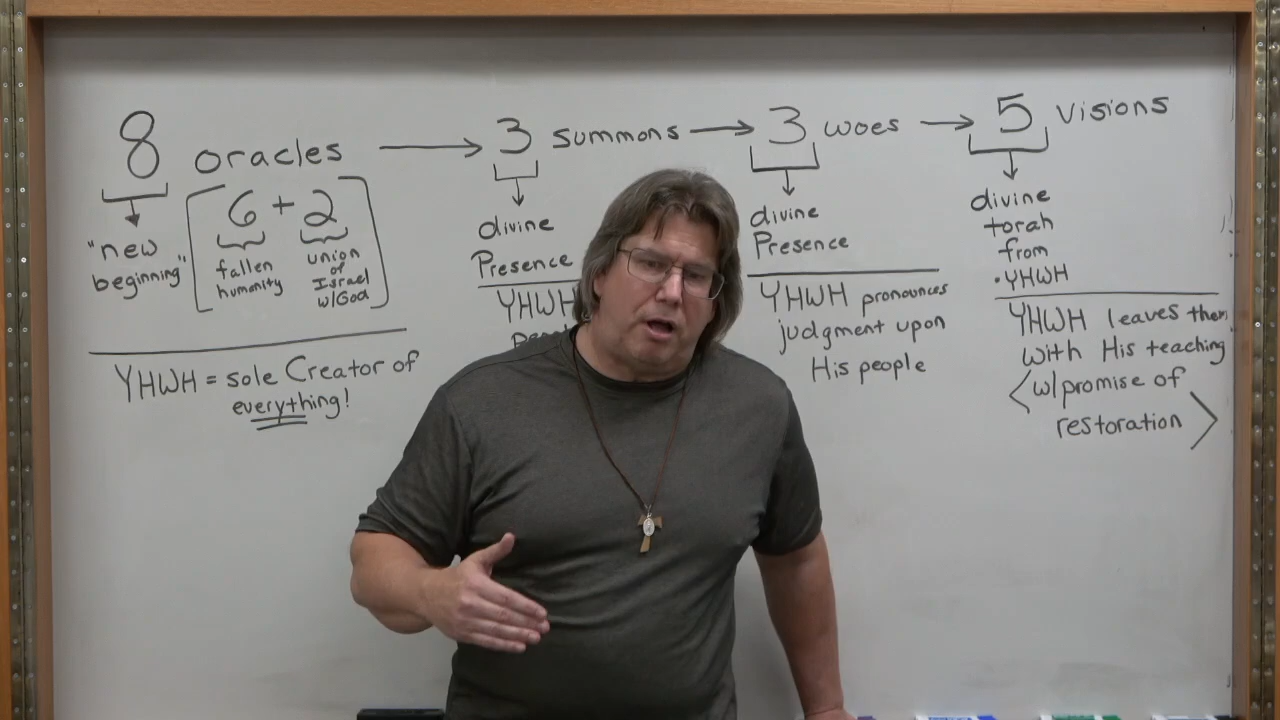 8 oracles → 3 summons → 3 woes → 5 visions
"new
beginning"
6 + 2
fallen
humanity
union
of
Israel
w/God
YHWH = sole Creator of
everything!
divine
Presence
YHWH
divine
Presence
YHWH pronounces
judgment upon
His people
divine
torah
from
YHWH
YHWH leaves them
with His teaching
w/promise of
restoration